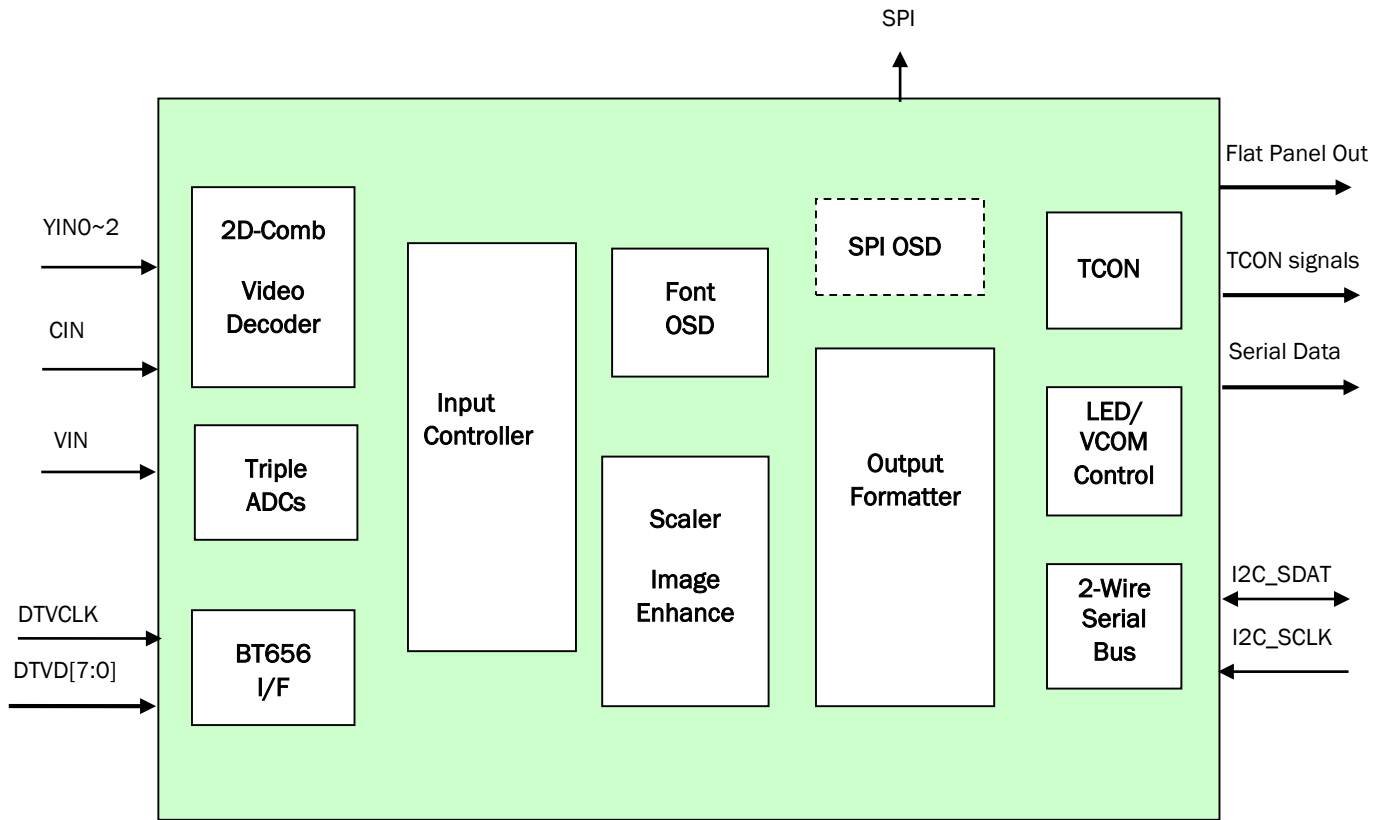 SPI
Flat Panel Out
YIN0~2
2D-Comb
Video
Decoder
SPI OSD
TCON
TCON signals
Font
OSD
CIN
Serial Data
Input
Controller
LED/
VCOM
Control
VIN
Triple
ADCs
Output
Formatter
Scaler
Image
Enhance
I2C_SDAT
2-Wire
Serial
Bus
DTVCLK
I2C_SCLK
BT656
I/F
DTVD[7:0]